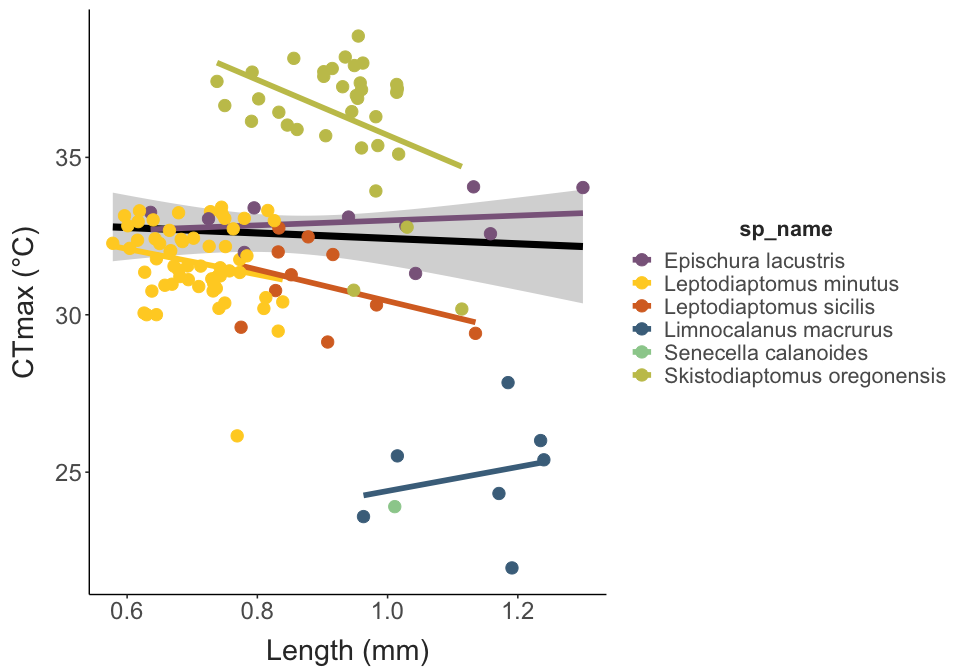 CTmax (°C)
35
30
25
0.6
0.8
1.0
1.2
Length (mm)
sp_name
Epischura lacustris
Leptodiaptomus minutus
Leptodiaptomus sicilis
Limnocalanus macrurus
Senecella calanoides
Skistodiaptomus oregonensis